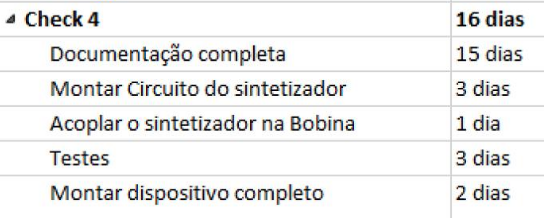 Check 4 16 dias
Documentação completa 15 dias
Montar Circuito do sintetizador 3 dias
Acoplar o sintetizador na Bobina 1 dia
Testes 3 dias
Montar dispositivo completo 2 dias